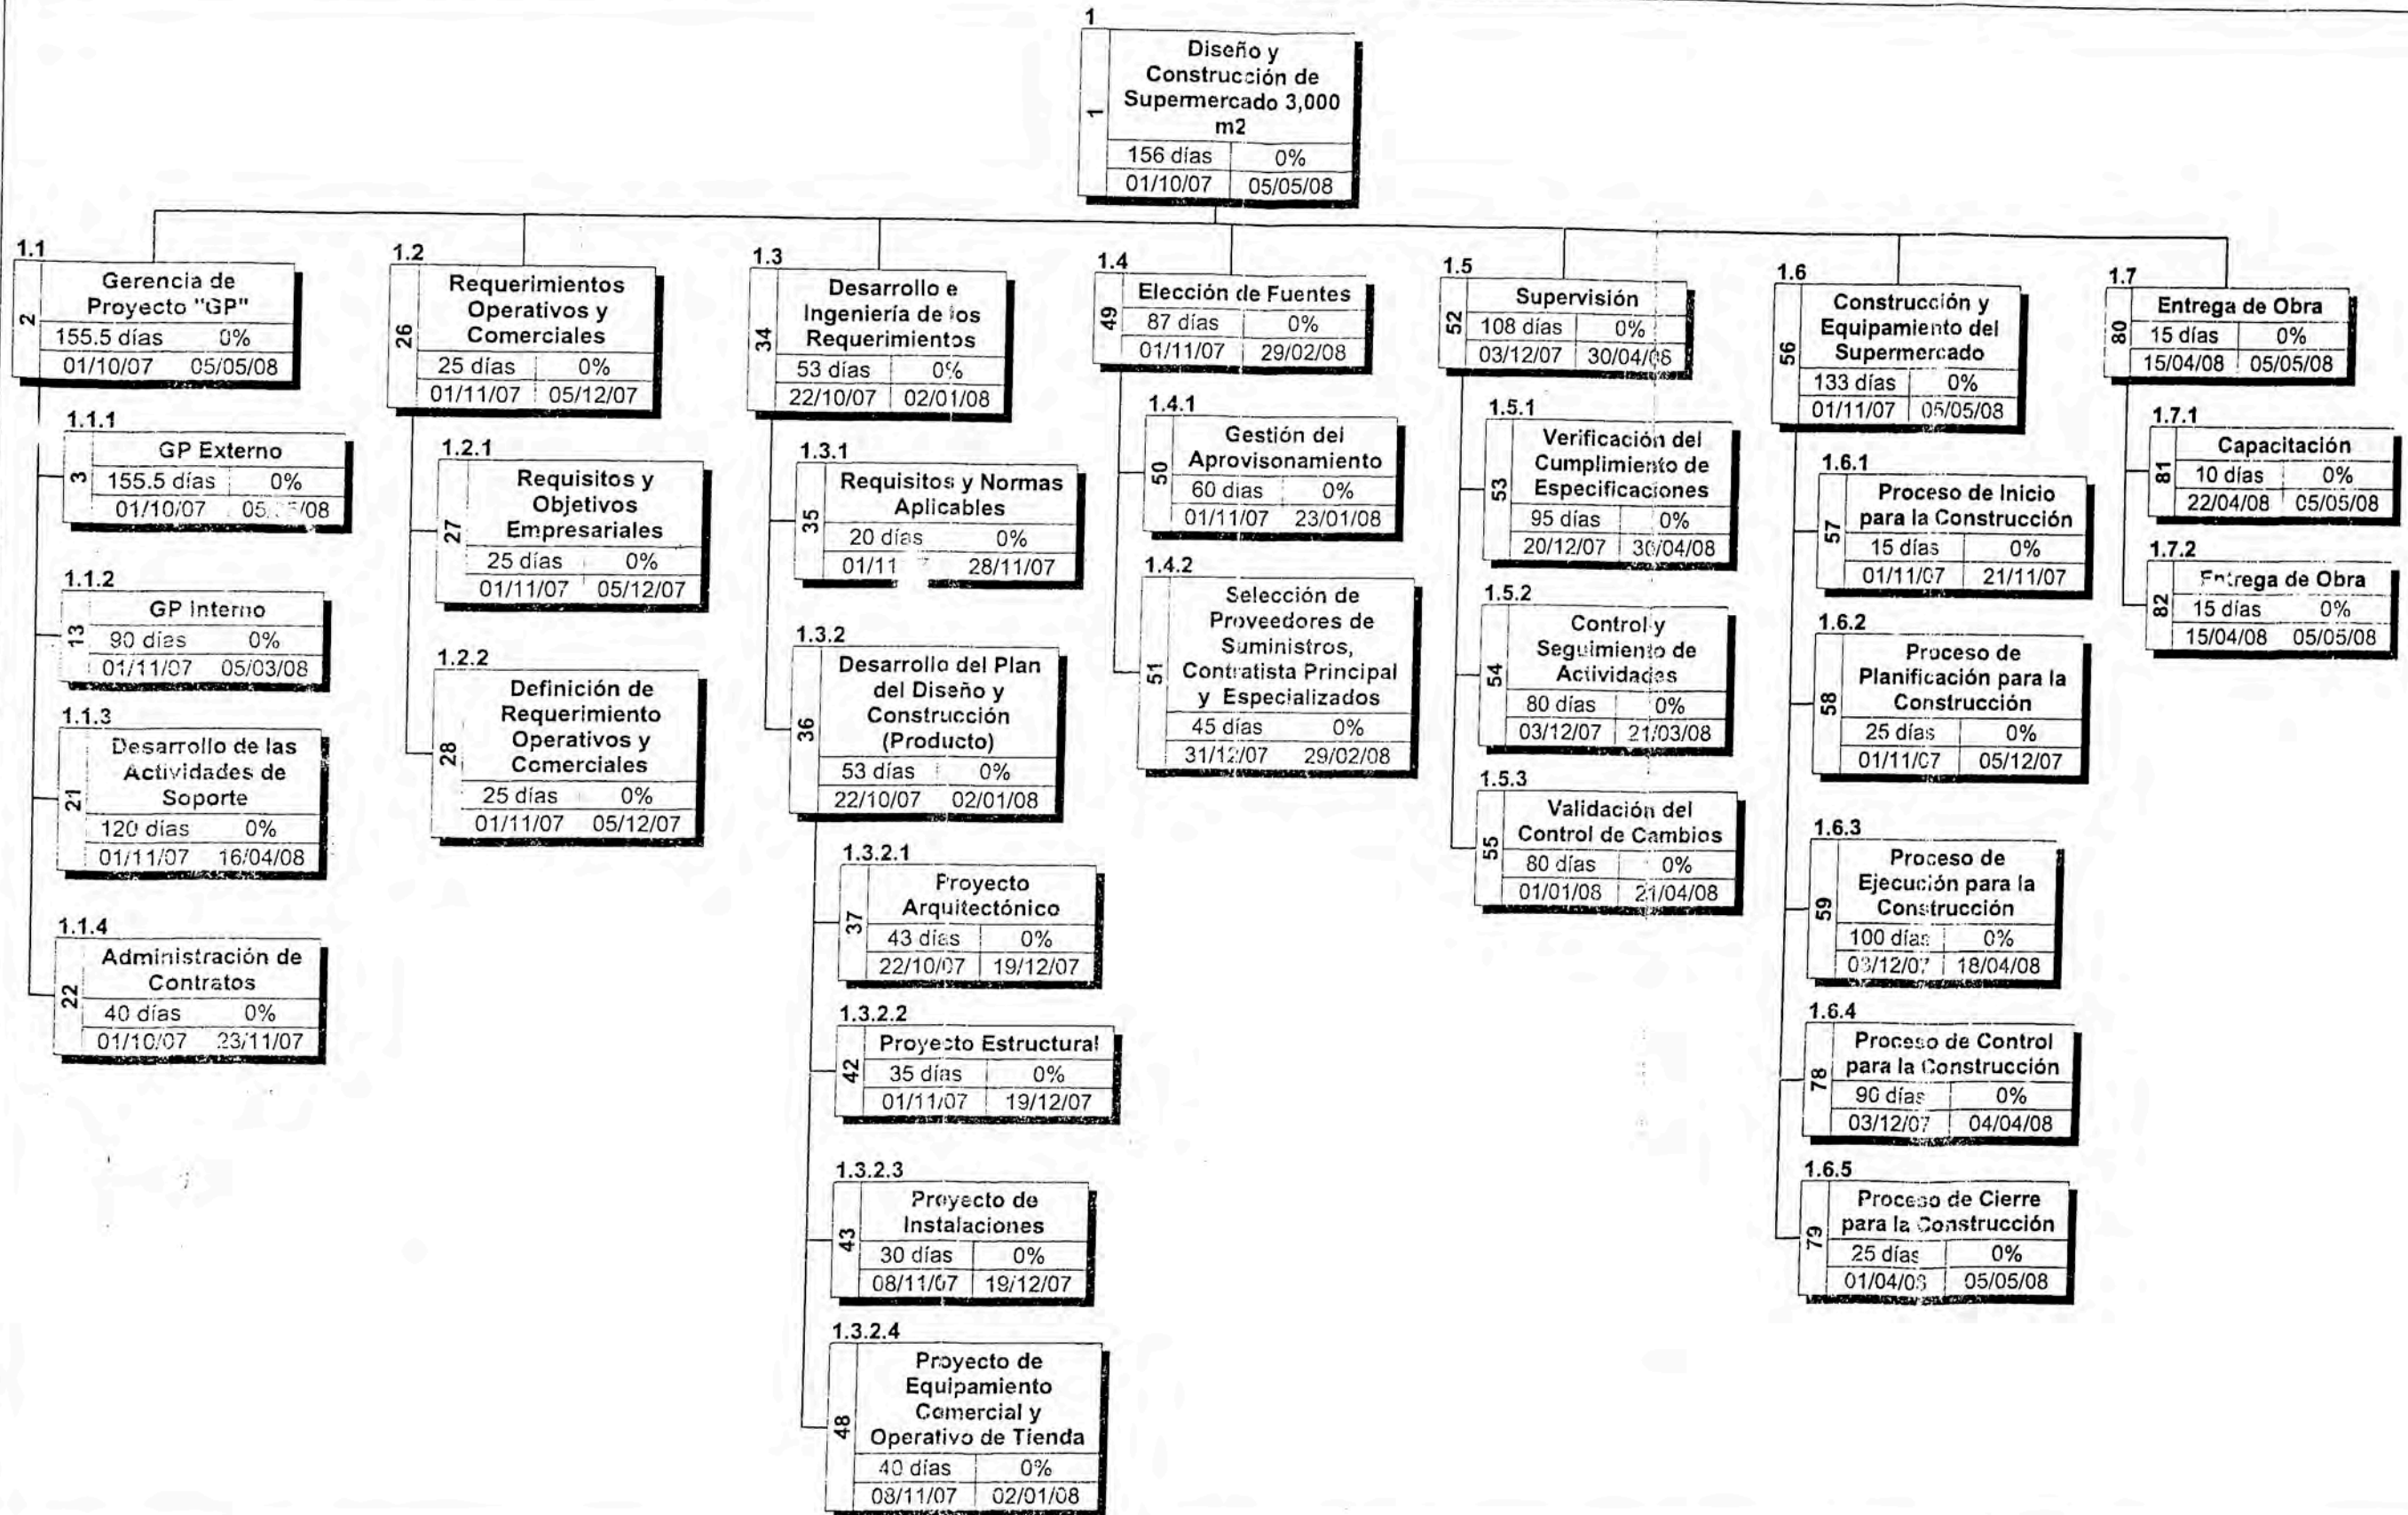 1
1
Diseño y
Construcción de
Supermercado 3,000
m2
156 días 0%
01/10/07 05/05/08
1.1
2
Gerencia de
Proyecto "GP"
155.5 días 0%
01/10/07 05/05/08
1.1.1
3
GP Externo
155.5 días 0%
01/10/07
1.1.2
13
GP Interno
90 días 0%
01/11/07 05/03/08
1.1.3
21
Desarrollo de las
Actividades de
Soporte
120 días 0%
01/11/07 16/04/08
1.1.4
22
Administración de
Contratos
40 días 0%
01/10/07 23/11/07
1.2
26
Requerimientos
Operativos y
Comerciales
25 días 0%
01/11/07 05/12/07
1.2.1
27
Requisitos y
Objetivos
Empresariales
25 días 0%
01/11/07 05/12/07
1.2.2
28
Definición de
Requerimiento
Operativos y
Comerciales
25 días 0%
01/11/07 05/12/07
1.3
34
Desarrollo e
Ingeniería de los
Requerimientos
53 días 0%
22/10/07 02/01/08
1.3.1
35
Requisitos y Normas
Aplicables
20 días 0%
28/11/07
1.3.2
36
Desarrollo del Plan
del Diseño y
Construcción
(Producto)
53 días 0%
22/10/07 02/01/08
1.3.2.1
37
Proyecto
Arquitectónico
43 días 0%
22/10/07 19/12/07
1.3.2.2
42
Proyecto Estructural
35 días 0%
01/11/07 19/12/07
1.3.2.3
43
Proyecto de
Instalaciones
30 días 0%
08/11/07 19/12/07
1.3.2.4
48
Proyecto de
Equipamiento
Comercial y
Operativo de Tienda
40 días 0%
08/11/07 02/01/08
1.4
49
Elección de Fuentes
87 días 0%
01/11/07 29/02/08
1.4.1
50
Gestión del
Aprovisonamiento
60 dias 0%
01/11/07 23/01/08
1.4.2
51
Selección de
Proveedores de
Suministros,
Contratista Principal
y Especializados
45 días 0%
31/12/07 29/02/08
1.5
52
Supervisión
108 días 0%
03/12/07 30/04/08
1.5.1
53
Verificación del
Cumplimiento de
Especificaciones
95 días 0%
20/12/07 30/04/08
1.5.2
54
Control y
Seguimiento de
Actividades
80 días 0%
03/12/07 21/03/08
1.5.3
55
Validación del
Control de Cambios
80 días 0%
01/01/08 21/04/08
1.6
56
Construcción y
Equipamiento del
Supermercado
133 días 0%
01/11/07 05/05/08
1.6.1
57
Proceso de Inicio
para la Construcción
15 días 0%
01/11/07 21/11/07
1.6.2
58
Proceso de
Planificación para la
Construcción
25 días 0%
01/11/07 05/12/07
1.6.3
59
Proceso de
Ejecución para la
Construcción
100 días 0%
03/12/07 18/04/08
1.6.4
78
Proceso de Control
para la Construcción
90 días 0%
03/12/07 04/04/08
1.6.5
79
Proceso de Cierre
para la Construcción
25 días 0%
01/04/08 05/05/08
1.7
80
Entrega de Obra
15 días 0%
15/04/08 05/05/08
1.7.1
81
Capacitación
10 días 0%
22/04/08 05/05/08
1.7.2
82
Entrega de Obra
15 días 0%
15/04/08 05/05/08